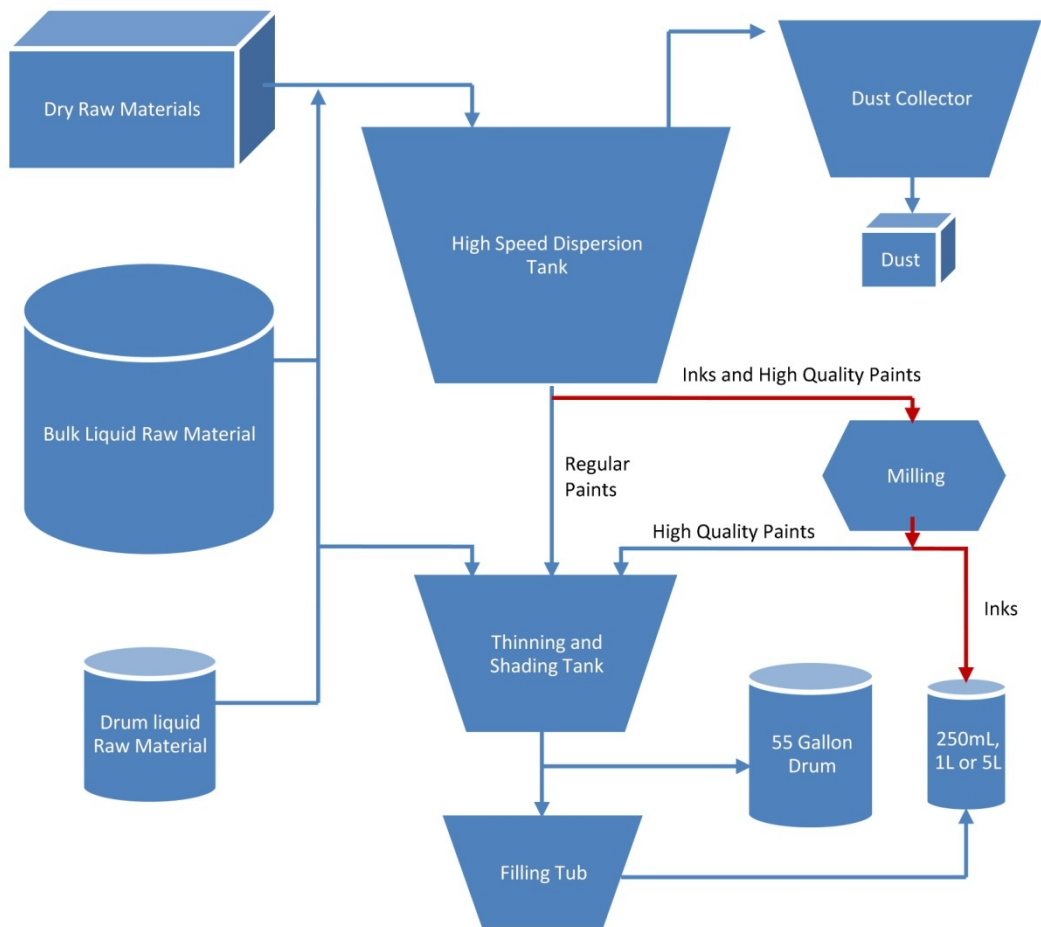 Dry Raw Materials
Dust Collector
High Speed Dispersion
Tank
Dust
Inks and High Quality Paints
Bulk Liquid Raw Material
Regular
Paints
Milling
High Quality Paints
Inks
Thinning and
Shading Tank
Drum liquid
Raw Material
55 Gallon
Drum
250mL,
1L or 5L
Filling Tub